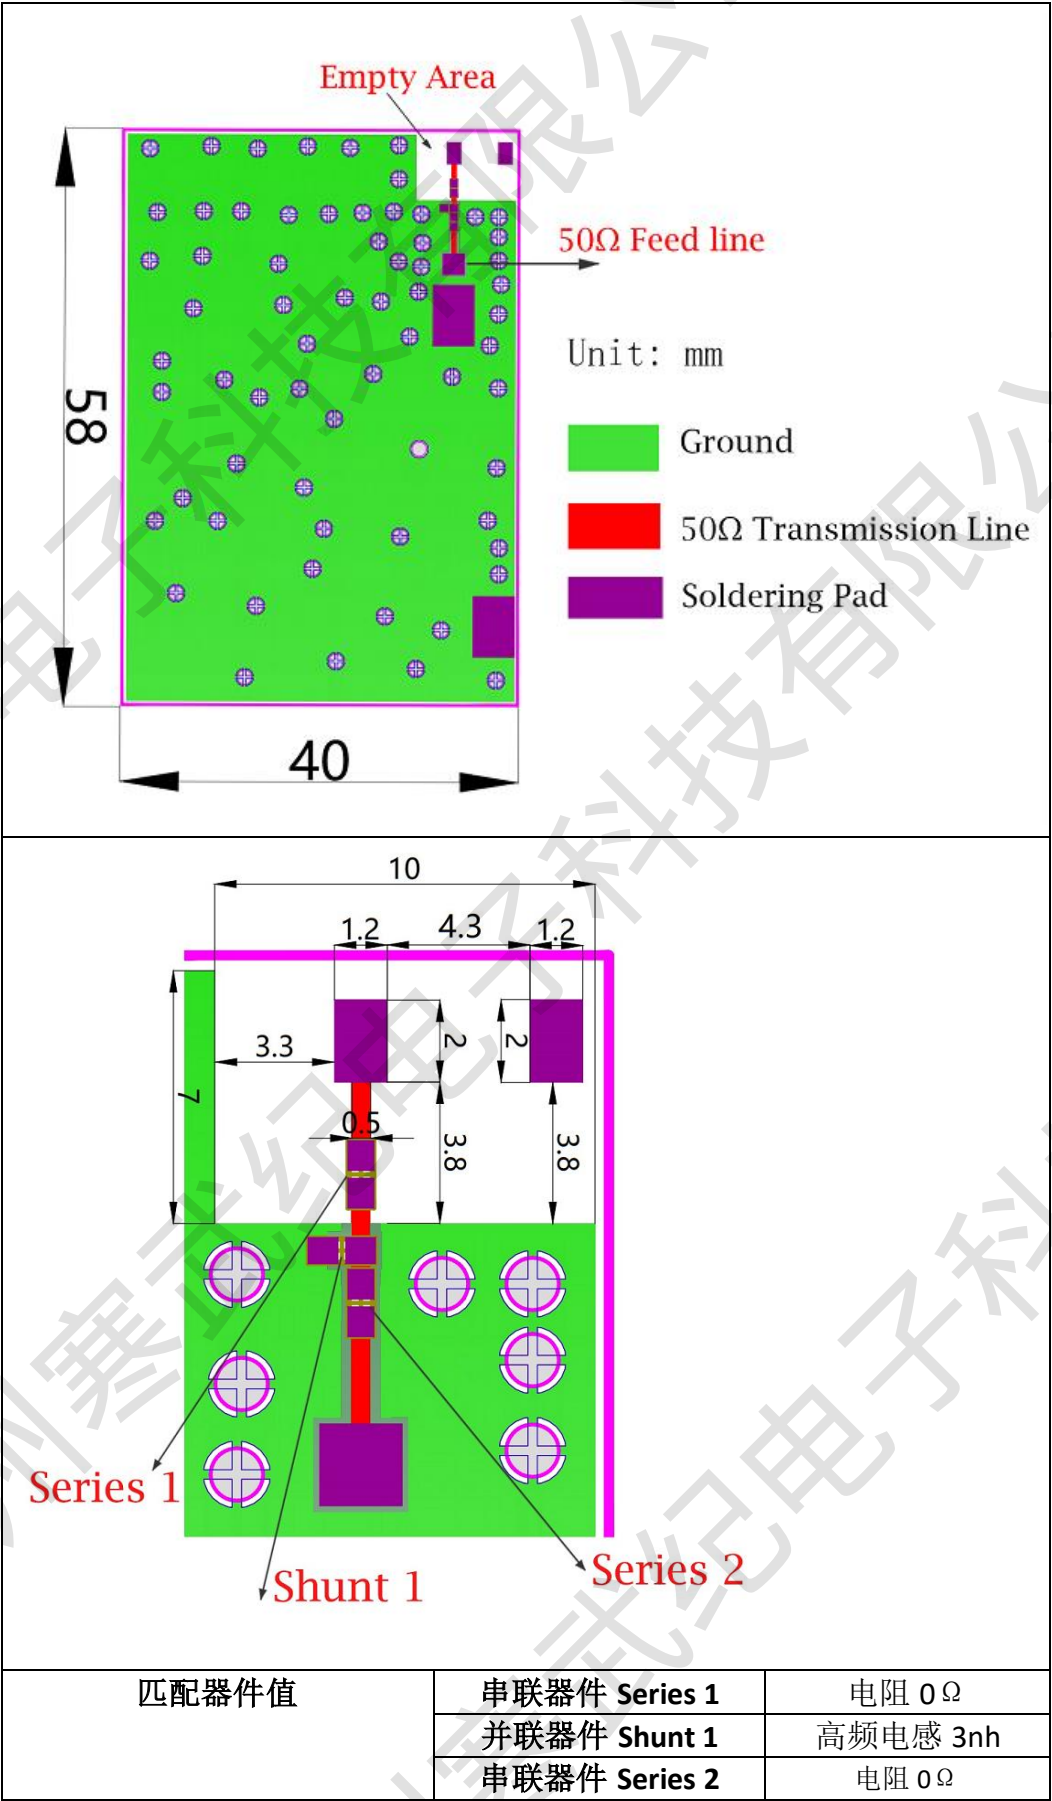 Empty Area
50Ω Feed line
Unit: mm
Ground
50Ω Transmission Line
Soldering Pad
58
40
10
1.2
4.3
1.2
3.3
2
2
7
0.5
3.8
3.8
Series 1
Shunt 1
Series 2
匹配器件值
串联器件 Series 1
电阻 0Ω
并联器件 Shunt 1
高频电感 3nh
串联器件 Series 2
电阻 0Ω